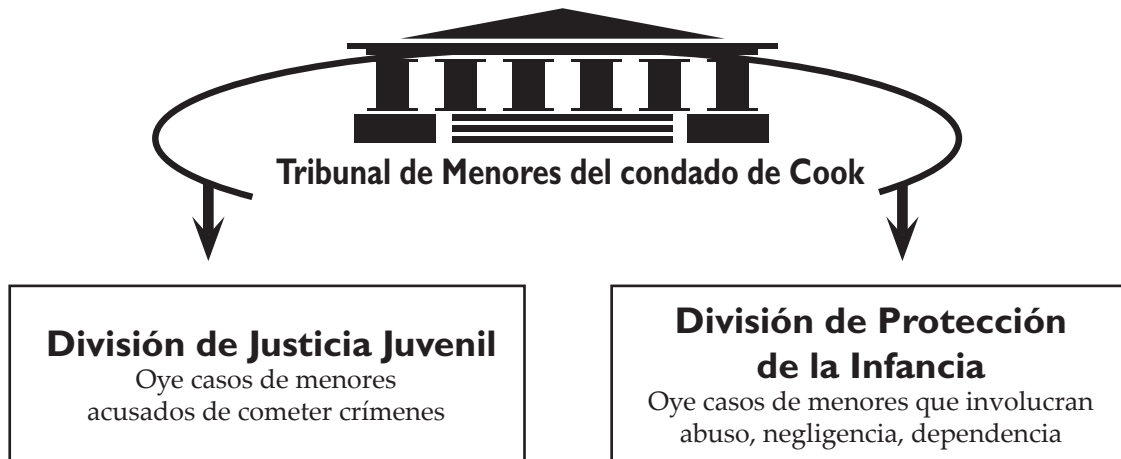 Tribunal de Menores del condado de Cook
División de Justicia Juvenil
Oye casos de menores
acusados de cometer crímenes
División de Protección
de la Infancia
Oye casos de menores que involucran
abuso, negligencia, dependencia